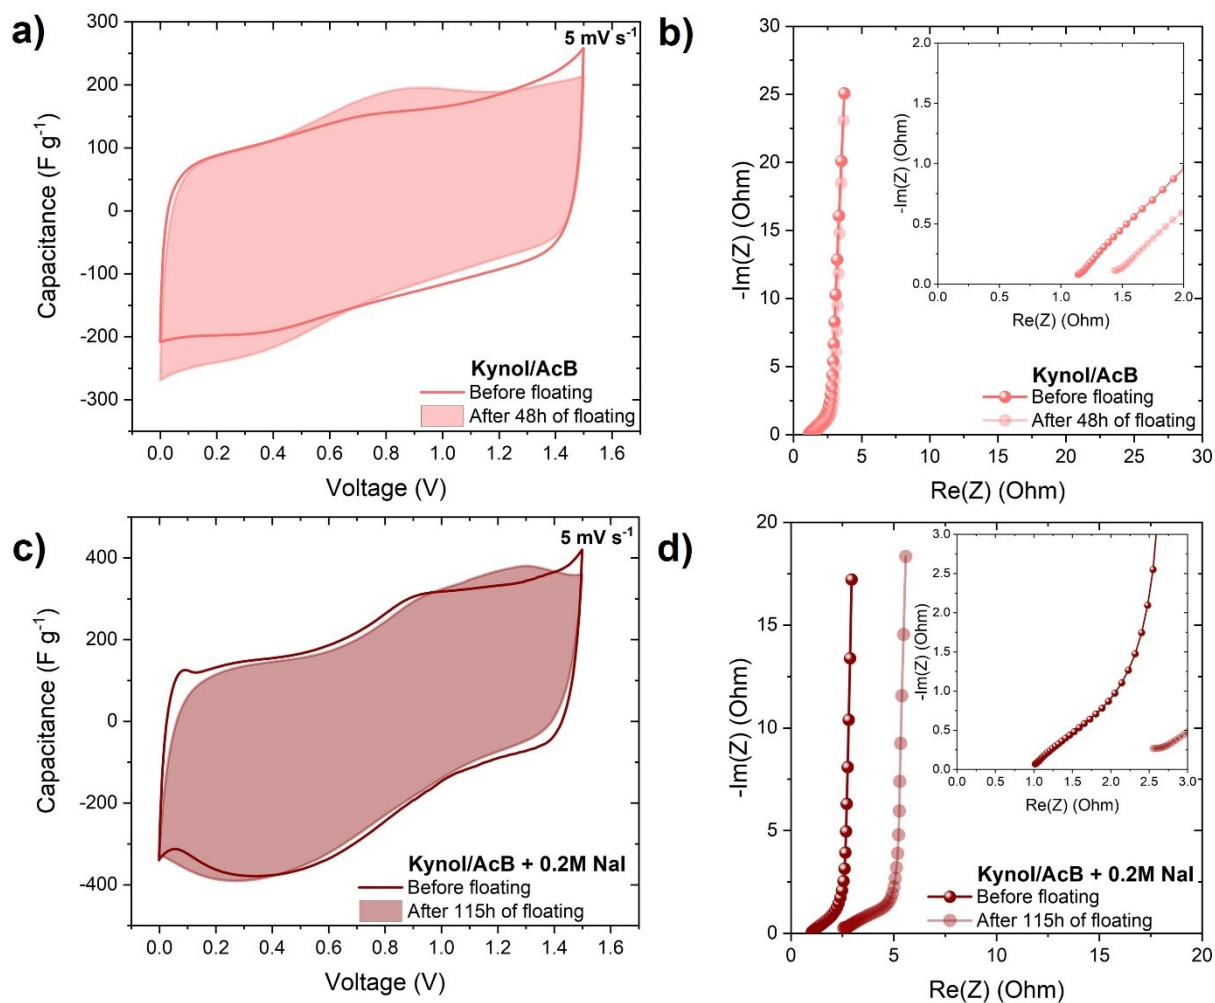 a)
5 mV s⁻¹
300
200
100
0
-100
-200
-300
Capacitance (F g⁻¹)
Kynol/AcB
Before floating
After 48h of floating
0.0 0.2 0.4 0.6 0.8 1.0 1.2 1.4 1.6
Voltage (V)
b)
30
25
20
15
10
5
0
-Im(Z) (Ohm)
2.0
1.5
1.0
0.5
0.0
-Im(Z) (Ohm)
0.0 0.5 1.0 1.5 2.0
Re(Z) (Ohm)
Kynol/AcB
Before floating
After 48h of floating
0 5 10 15 20 25 30
Re(Z) (Ohm)
c)
5 mV s⁻¹
400
200
0
-200
-400
Capacitance (F g⁻¹)
Kynol/AcB + 0.2M NaI
Before floating
After 115h of floating
0.0 0.2 0.4 0.6 0.8 1.0 1.2 1.4 1.6
Voltage (V)
d)
20
15
10
5
0
-Im(Z) (Ohm)
3.0
2.5
2.0
1.5
1.0
0.5
0.0
-Im(Z) (Ohm)
0.0 0.5 1.0 1.5 2.0 2.5 3.0
Re(Z) (Ohm)
Kynol/AcB + 0.2M NaI
Before floating
After 115h of floating
0 5 10 15 20
Re(Z) (Ohm)